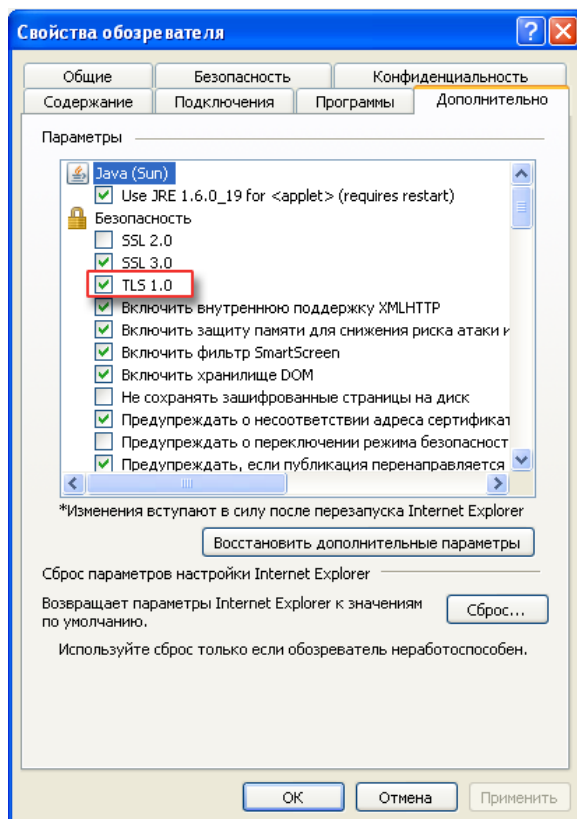 Свойства обозревателя
Общие Безопасность Конфиденциальность
Содержание Подключения Программы Дополнительно
Параметры
Java (Sun)
Use JRE 1.6.0_19 for <applet> (requires restart)
Безопасность
SSL 2.0
SSL 3.0
TLS 1.0
Включить внутреннюю поддержку XMLHTTP
Включить защиту памяти для снижения риска атаки и
Включить фильтр SmartScreen
Включить хранилище DOM
Не сохранять зашифрованные страницы на диск
Предупреждать о несоответствии адреса сертификат
Предупреждать о переключении режима безопасност
Предупреждать, если публикация перенаправляется
*Изменения вступают в силу после перезапуска Internet Explorer
Восстановить дополнительные параметры
Сброс параметров настройки Internet Explorer
Возвращает параметры Internet Explorer к значениям
по умолчанию.
Сброс...
Используйте сброс только если обозреватель неработоспособен.
ОК Отмена Применить